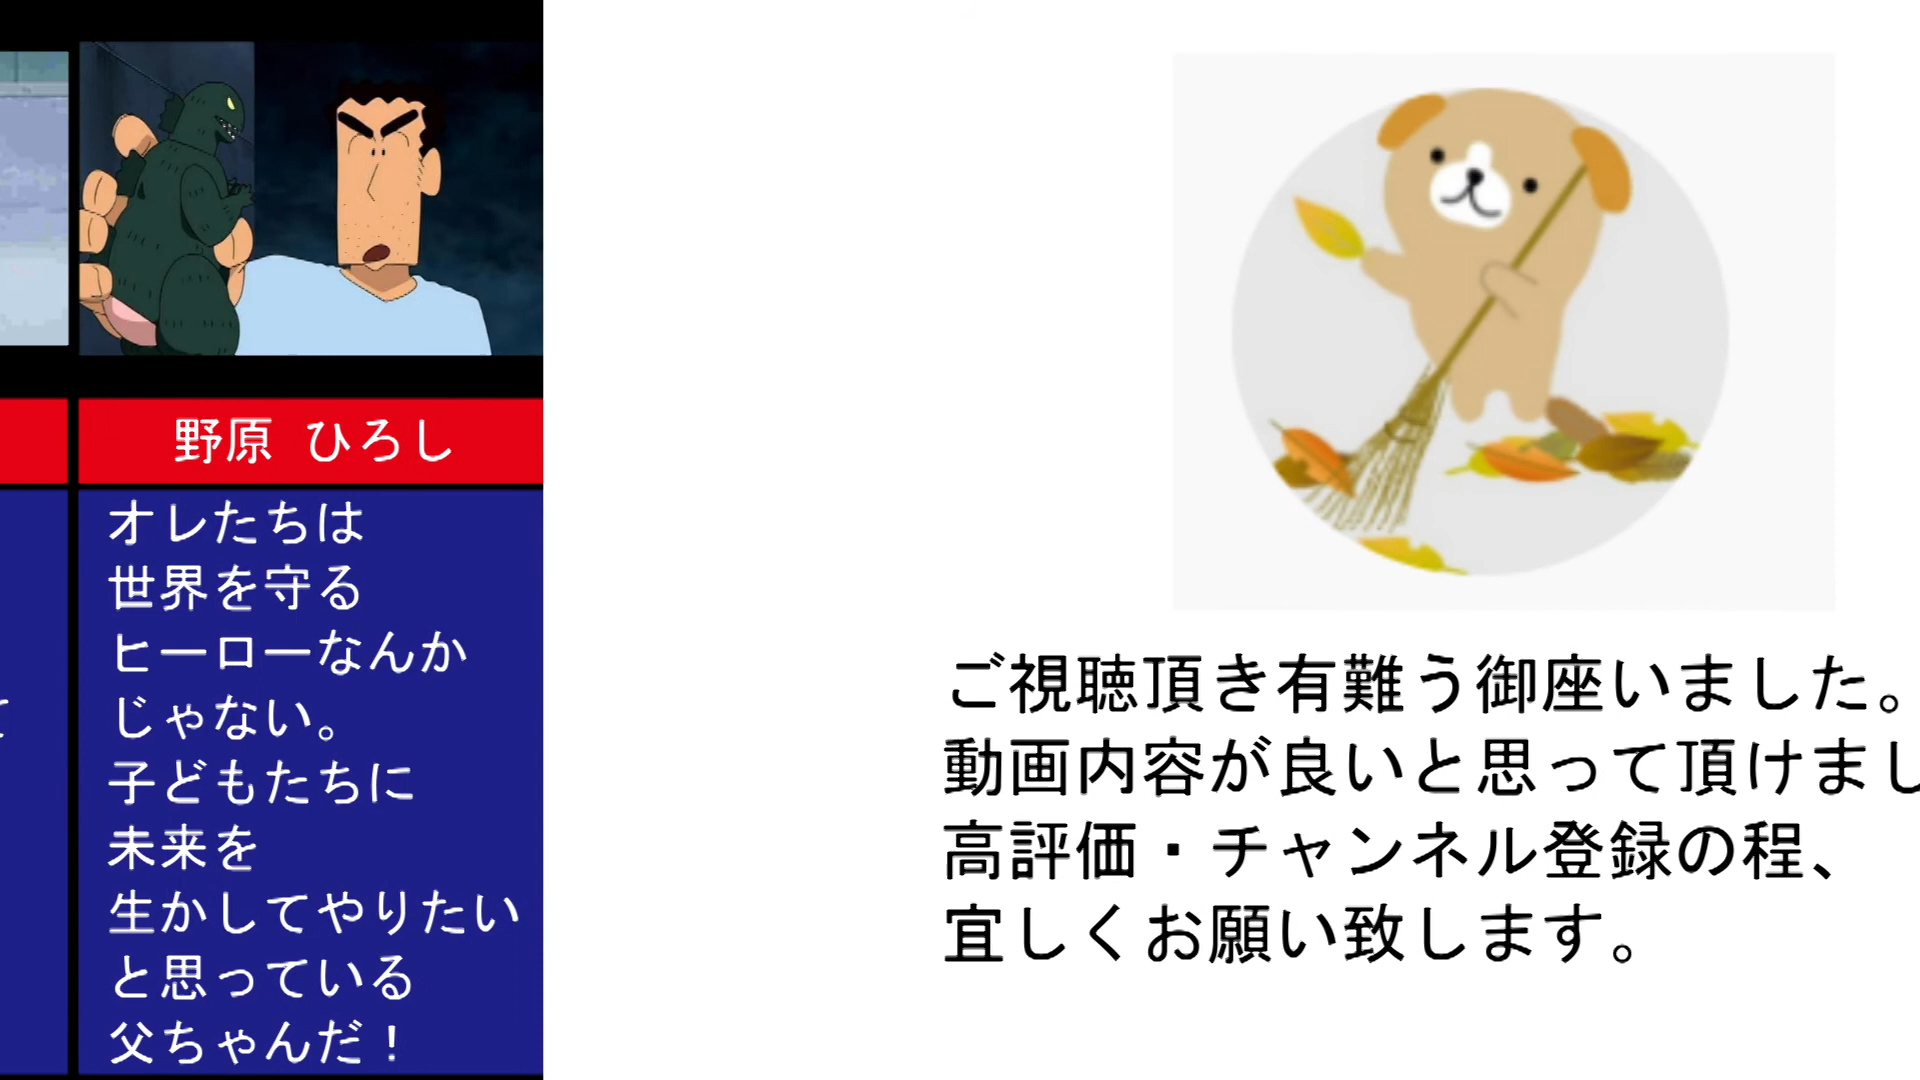 て
野原 ひろし
オレたちは
世界を守る
ヒーローなんか
じゃない。
子どもたちに
未来を
生かしてやりたい
と思っている
父ちゃんだ！
ご視聴頂き有難う御座いました。
動画内容が良いと思って頂けまし
高評価・チャンネル登録の程、
宜しくお願い致します。